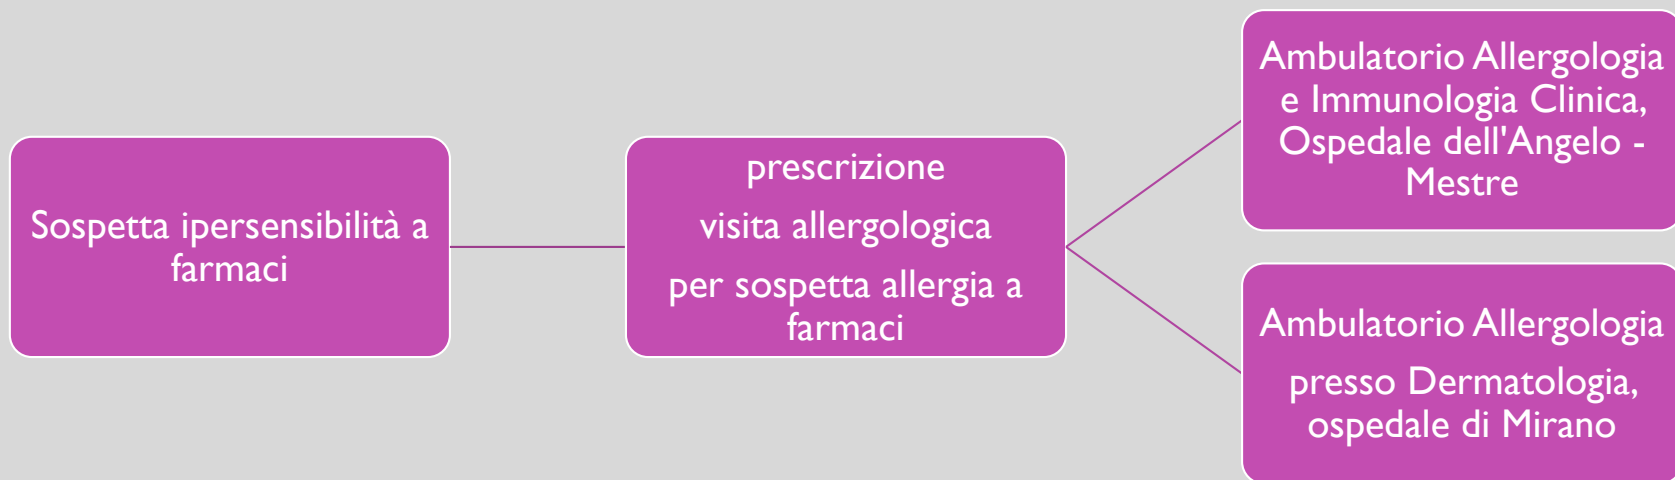 Sospetta ipersensibilità a
farmaci
prescrizione
visita allergologica
per sospetta allergia a
farmaci
Ambulatorio Allergologia
e Immunologia Clinica,
Ospedale dell'Angelo -
Mestre
Ambulatorio Allergologia
presso Dermatologia,
ospedale di Mirano